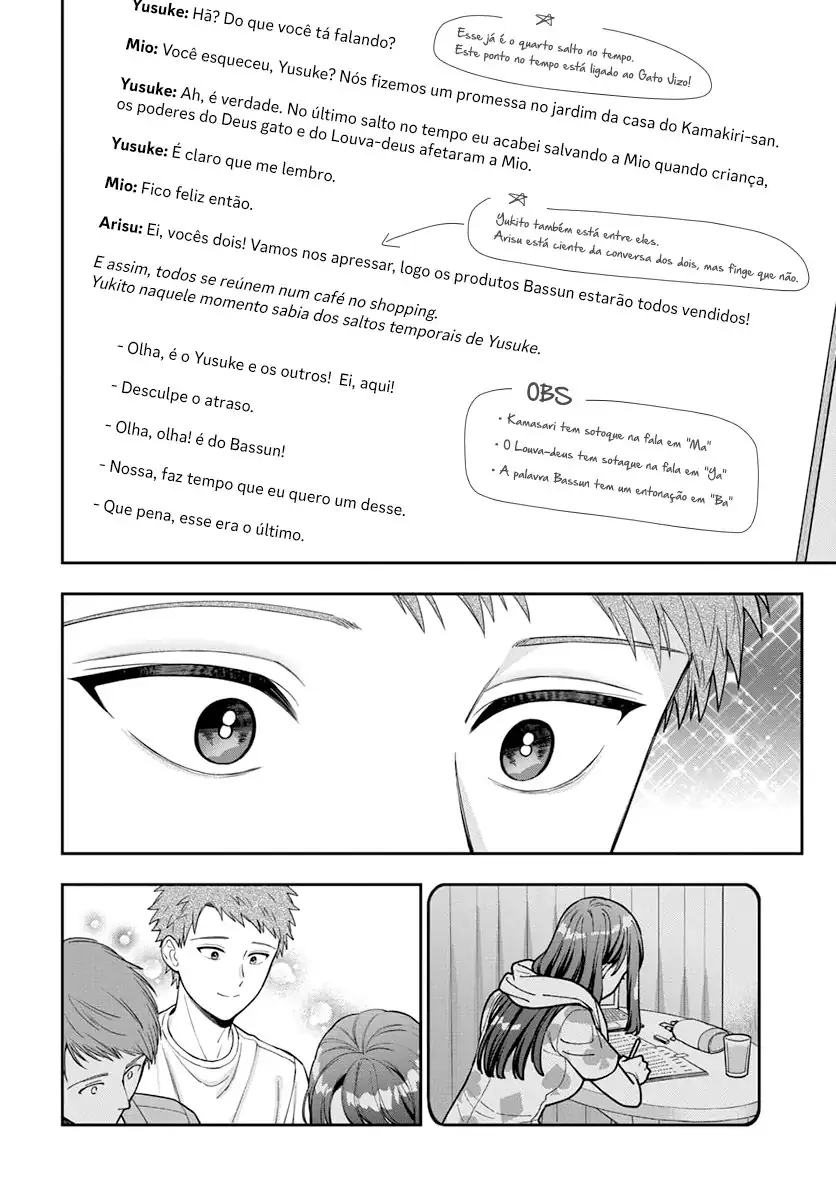 Yusuke: Hã? Do que você tá falando?
Esse já é o quarto salto no tempo.
Este ponto no tempo está ligado ao Gato Jizo!
Mio: Você esqueceu, Yusuke? Nós fizemos um promessa no jardim da casa do Kamakiri-san.
Yusuke: Ah, é verdade. No último salto no tempo eu acabei salvando a Mio quando criança,
os poderes do Deus gato e do Louva-deus afetaram a Mio.
Yusuke: É claro que me lembro.
Mio: Fico feliz então.
Yukito também está entre eles.
Arisu está ciente da conversa dos dois, mas finge que não.
Arisu: Ei, vocês dois! Vamos nos apressar, logo os produtos Bassun estarão todos vendidos!
E assim, todos se reúnem num café no shopping.
Yukito naquele momento sabia dos saltos temporais de Yusuke.
- Olha, é o Yusuke e os outros! Ei, aqui!
- Desculpe o atraso.
- Olha, olha! é do Bassun!
- Nossa, faz tempo que eu quero um desse.
- Que pena, esse era o último.
OBS
• Kamasari tem sotoque na fala em "Ma"
• O Louva-deus tem sotaque na fala em "Ya"
• A palavra Bassun tem um entonação em "Ba"